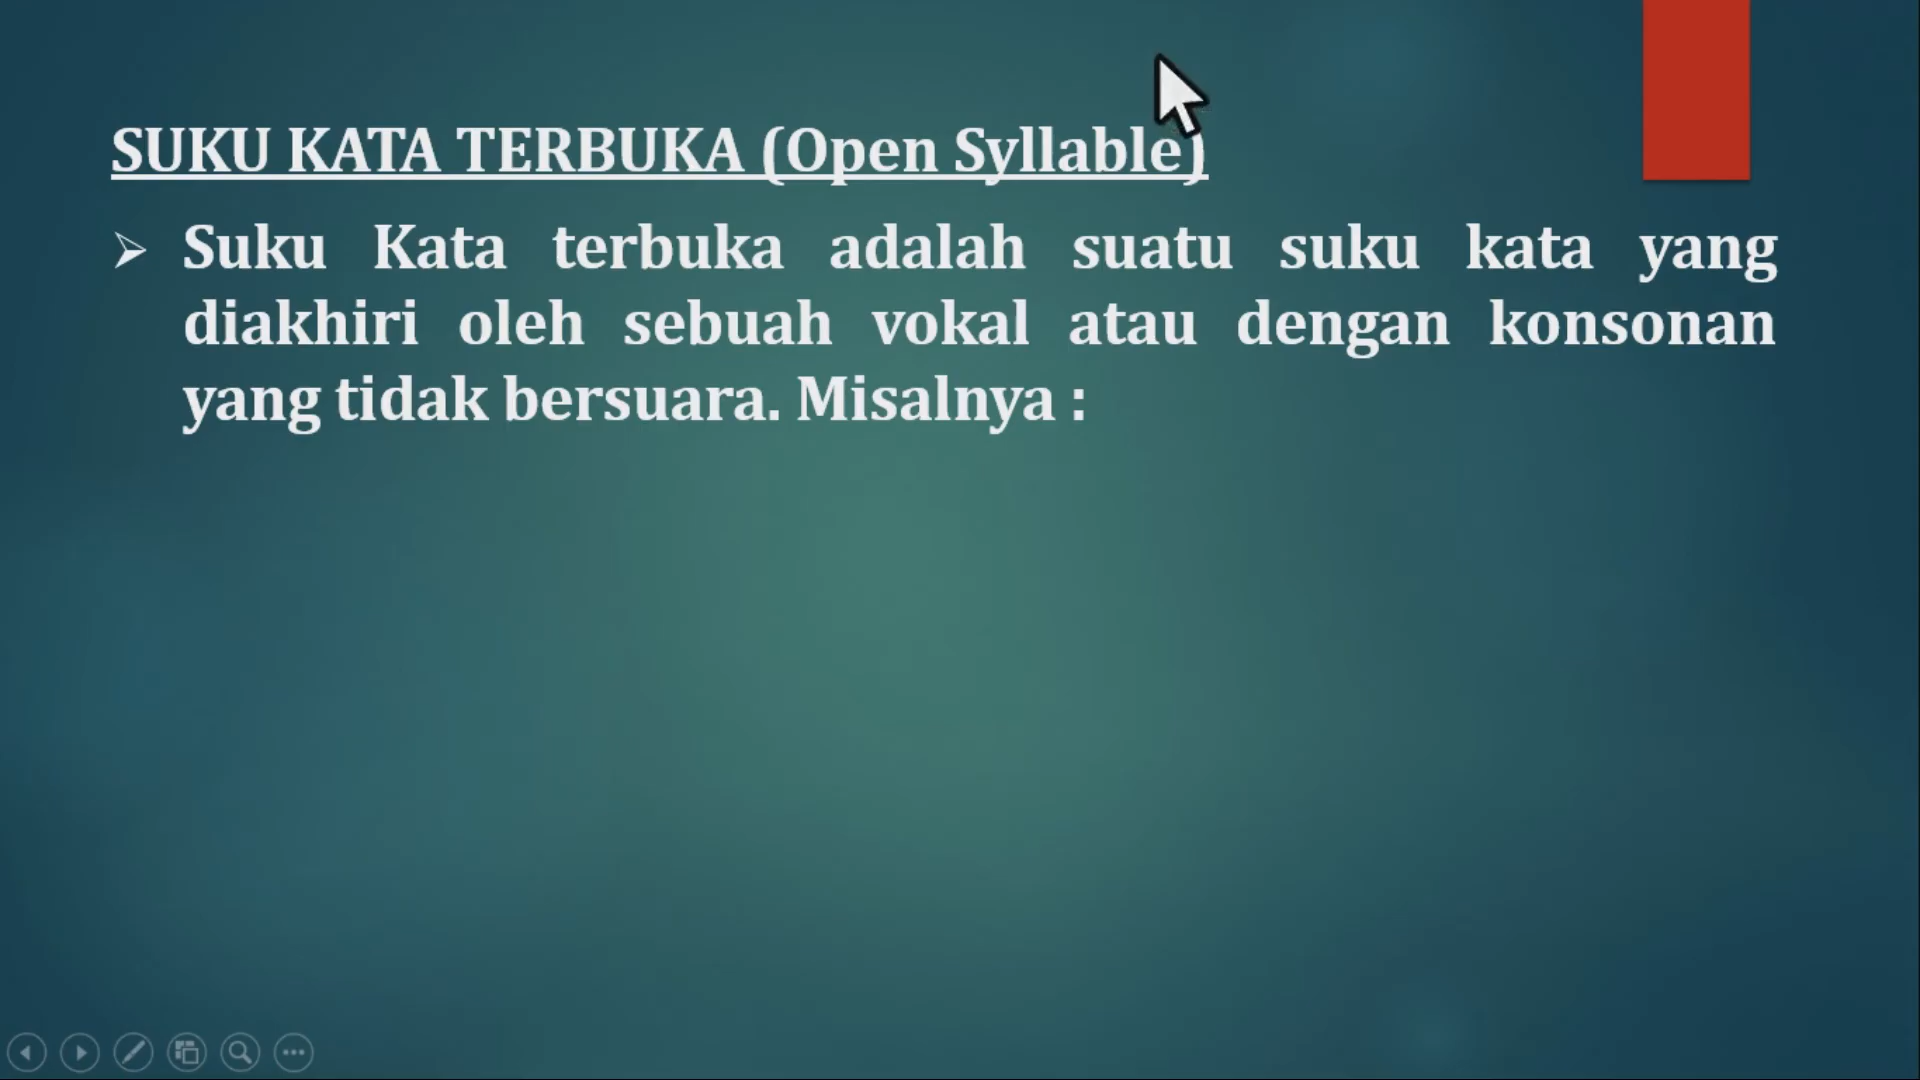 SUKU KATA TERBUKA (Open Syllable)
➢ Suku Kata terbuka adalah suatu suku kata yang
diakhiri oleh sebuah vokal atau dengan konsonan
yang tidak bersuara. Misalnya :